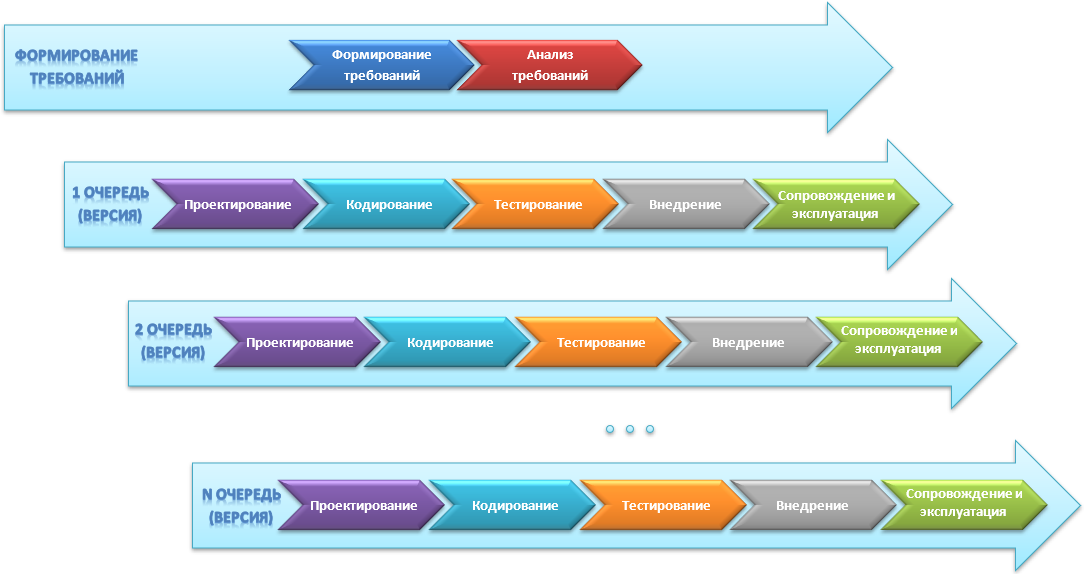 ФОРМИРОВАНИЕ
ТРЕБОВАНИЙ
Формирование
требований
Анализ
требований
1 ОЧЕРЕДЬ
(ВЕРСИЯ)
Проектирование
Кодирование
Тестирование
Внедрение
Сопровождение и
эксплуатация
2 ОЧЕРЕДЬ
(ВЕРСИЯ)
Проектирование
Кодирование
Тестирование
Внедрение
Сопровождение и
эксплуатация
N ОЧЕРЕДЬ
(ВЕРСИЯ)
Проектирование
Кодирование
Тестирование
Внедрение
Сопровождение и
эксплуатация